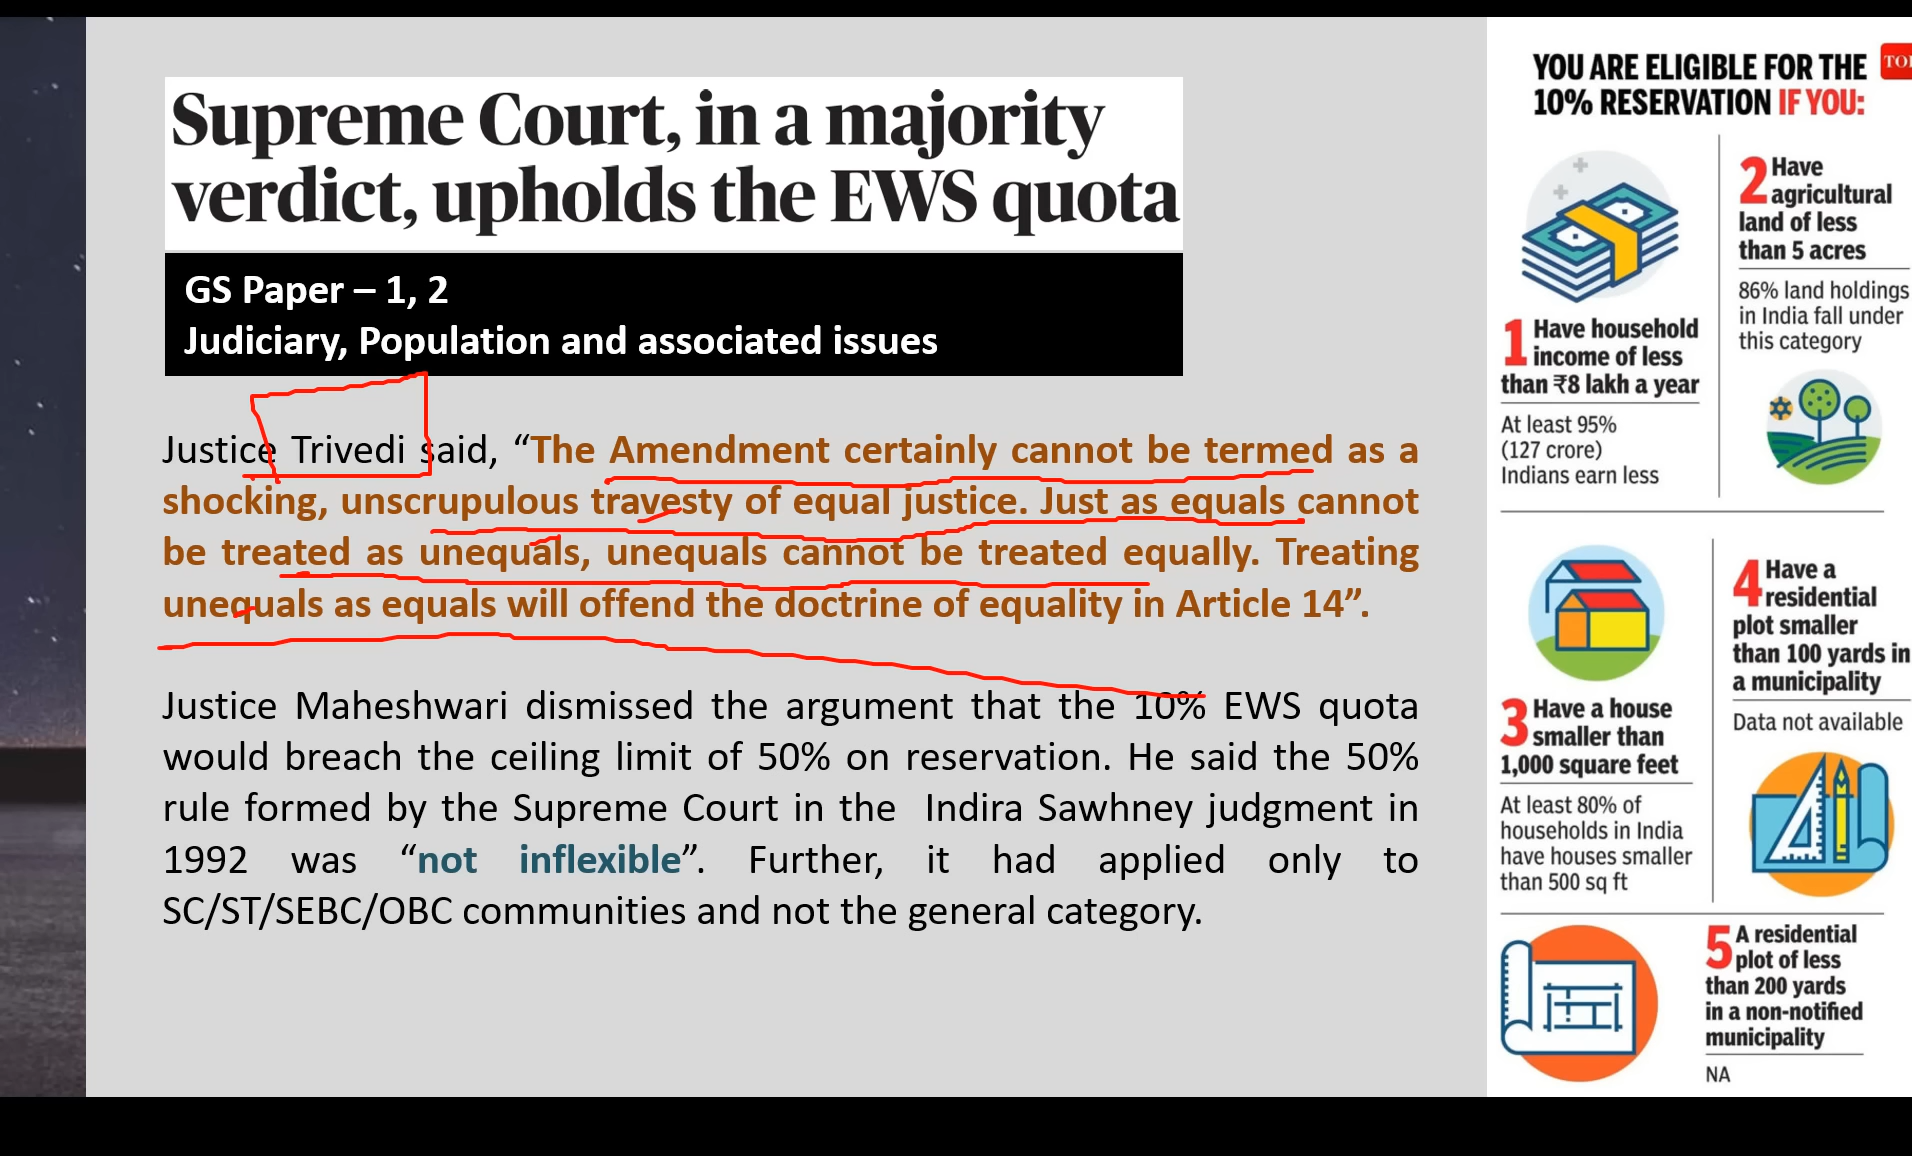 Supreme Court, in a majority
verdict, upholds the EWS quota
GS Paper – 1, 2
Judiciary, Population and associated issues
Justice Trivedi said, “The Amendment certainly cannot be termed as a
shocking, unscrupulous travesty of equal justice. Just as equals cannot
be treated as unequals, unequals cannot be treated equally. Treating
unequals as equals will offend the doctrine of equality in Article 14”.
Justice Maheshwari dismissed the argument that the 10% EWS quota
would breach the ceiling limit of 50% on reservation. He said the 50%
rule formed by the Supreme Court in the Indira Sawhney judgment in
1992 was “not inflexible”. Further, it had applied only to
SC/ST/SEBC/OBC communities and not the general category.
YOU ARE ELIGIBLE FOR THE
10% RESERVATION IF YOU:
1 Have household
income of less
than ₹8 lakh a year
At least 95%
(127 crore)
Indians earn less
2 Have
agricultural
land of less
than 5 acres
86% land holdings
in India fall under
this category
3 Have a house
smaller than
1,000 square feet
At least 80% of
households in India
have houses smaller
than 500 sq ft
4 Have a
residential
plot smaller
than 100 yards in
a municipality
Data not available
5 A residential
plot of less
than 200 yards
in a non-notified
municipality
NA